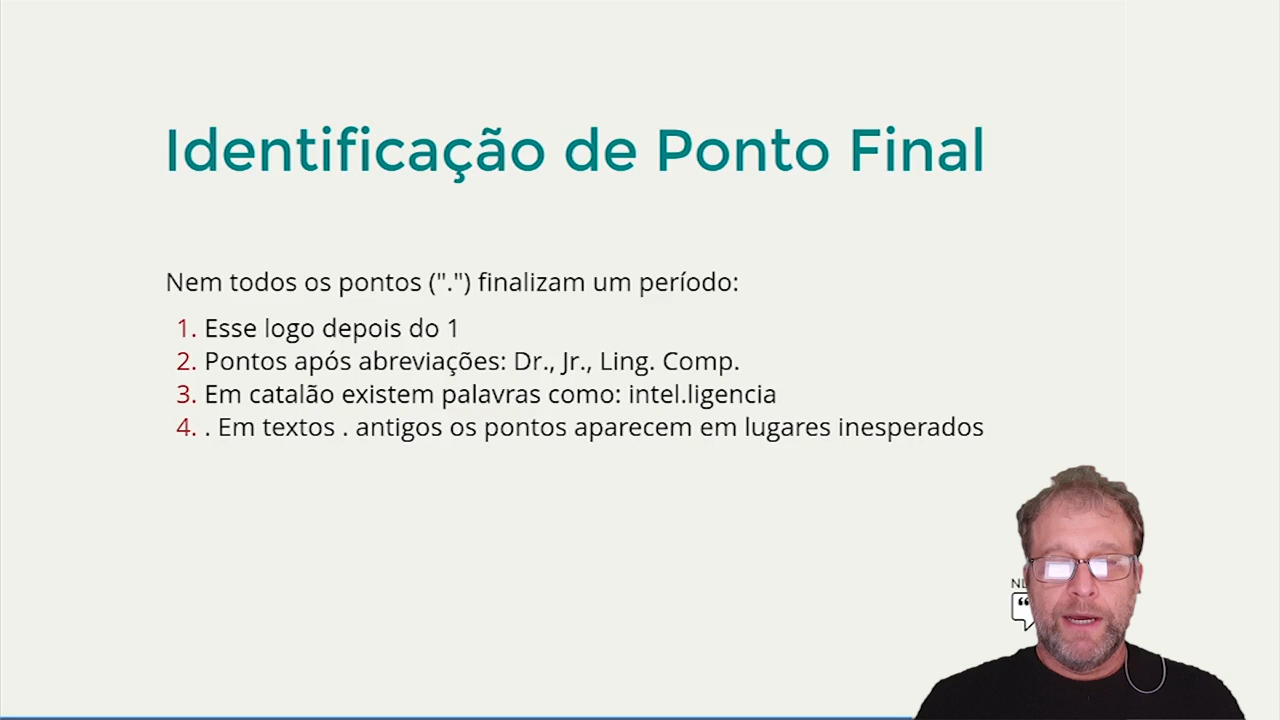 Identificação de Ponto Final
Nem todos os pontos (".") finalizam um período:
1. Esse logo depois do 1
2. Pontos após abreviações: Dr., Jr., Ling. Comp.
3. Em catalão existem palavras como: intel.ligencia
4. . Em textos . antigos os pontos aparecem em lugares inesperados